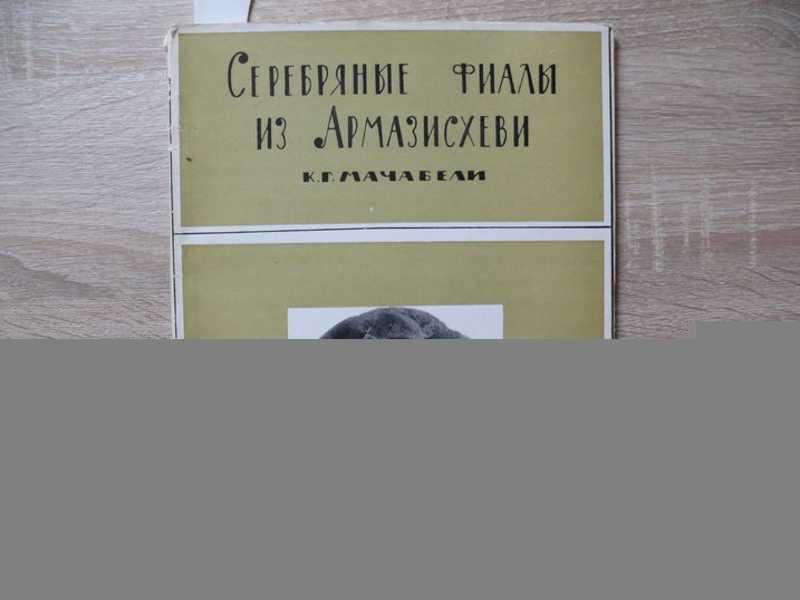 Серебряные фиалы
из Армазисхеви
К.Г. МАЧАБЕЛИ